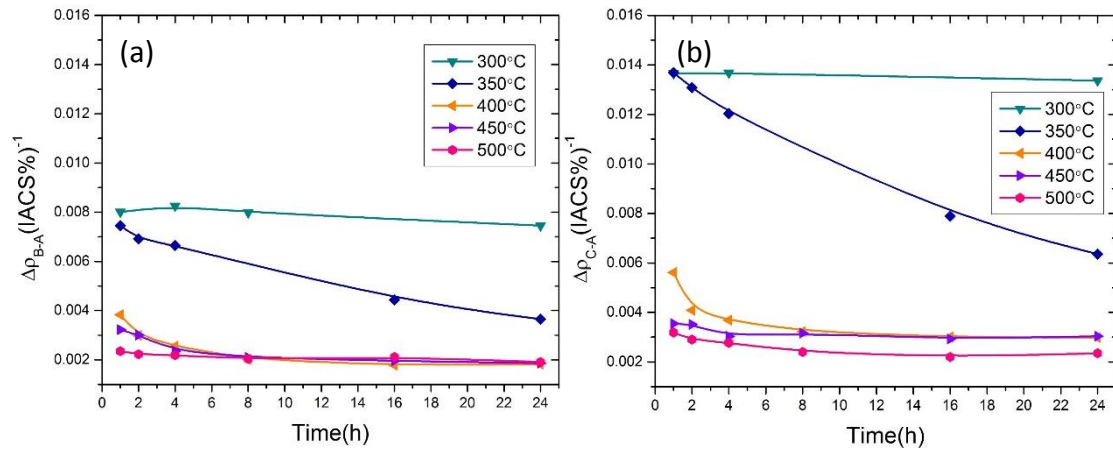 (a)
0.016
0.014
0.012
0.010
0.008
0.006
0.004
0.002
0 2 4 6 8 10 12 14 16 18 20 22 24
Time(h)
Δρ_B-A(IACS%)⁻¹
300°C
350°C
400°C
450°C
500°C
(b)
0.016
0.014
0.012
0.010
0.008
0.006
0.004
0.002
0 2 4 6 8 10 12 14 16 18 20 22 24
Time(h)
Δρ_C-A(IACS%)⁻¹
300°C
350°C
400°C
450°C
500°C